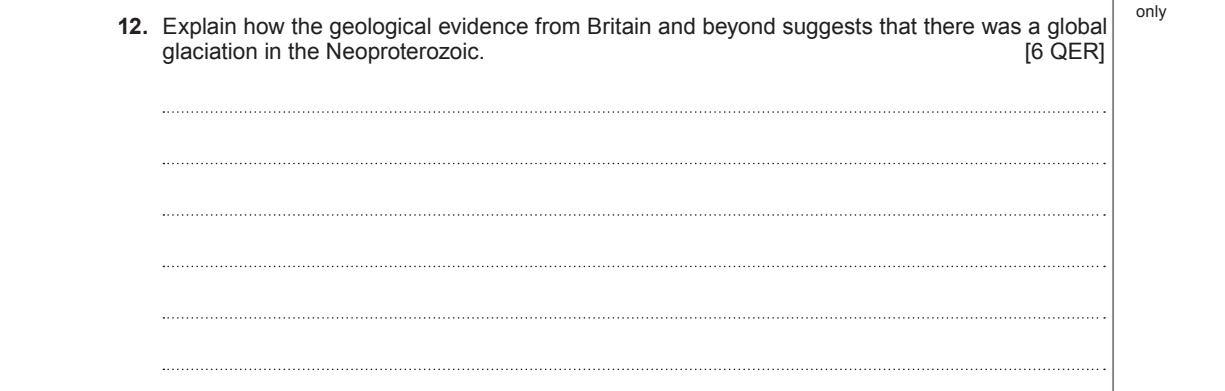 only
12. Explain how the geological evidence from Britain and beyond suggests that there was a global
glaciation in the Neoproterozoic. [6 QER]